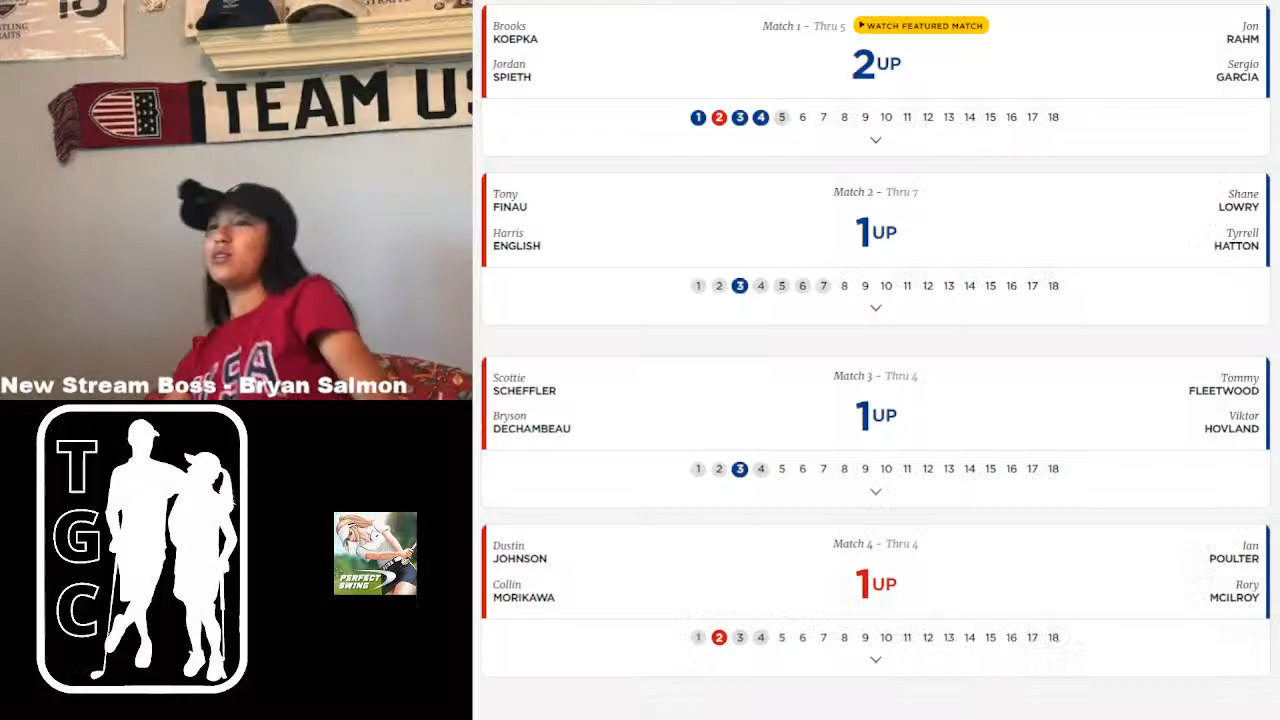 STLING
STRAITS
TEAM US
USA
New Stream Boss - Bryan Salmon
TGC
PERFECT
SWING
Brooks
KOEPKA
Jordan
SPIETH
Match 1 - Thru 5
WATCH FEATURED MATCH
2UP
Jon
RAHM
Sergio
GARCIA
1 2 3 4 5 6 7 8 9 10 11 12 13 14 15 16 17 18
Tony
FINAU
Harris
ENGLISH
Match 2 - Thru 7
1UP
Shane
LOWRY
Tyrrell
HATTON
1 2 3 4 5 6 7 8 9 10 11 12 13 14 15 16 17 18
Scottie
SCHEFFLER
Bryson
DECHAMBEAU
Match 3 - Thru 4
1UP
Tommy
FLEETWOOD
Viktor
HOVLAND
1 2 3 4 5 6 7 8 9 10 11 12 13 14 15 16 17 18
Dustin
JOHNSON
Collin
MORIKAWA
Match 4 - Thru 4
1UP
Ian
POULTER
Rory
MCILROY
1 2 3 4 5 6 7 8 9 10 11 12 13 14 15 16 17 18